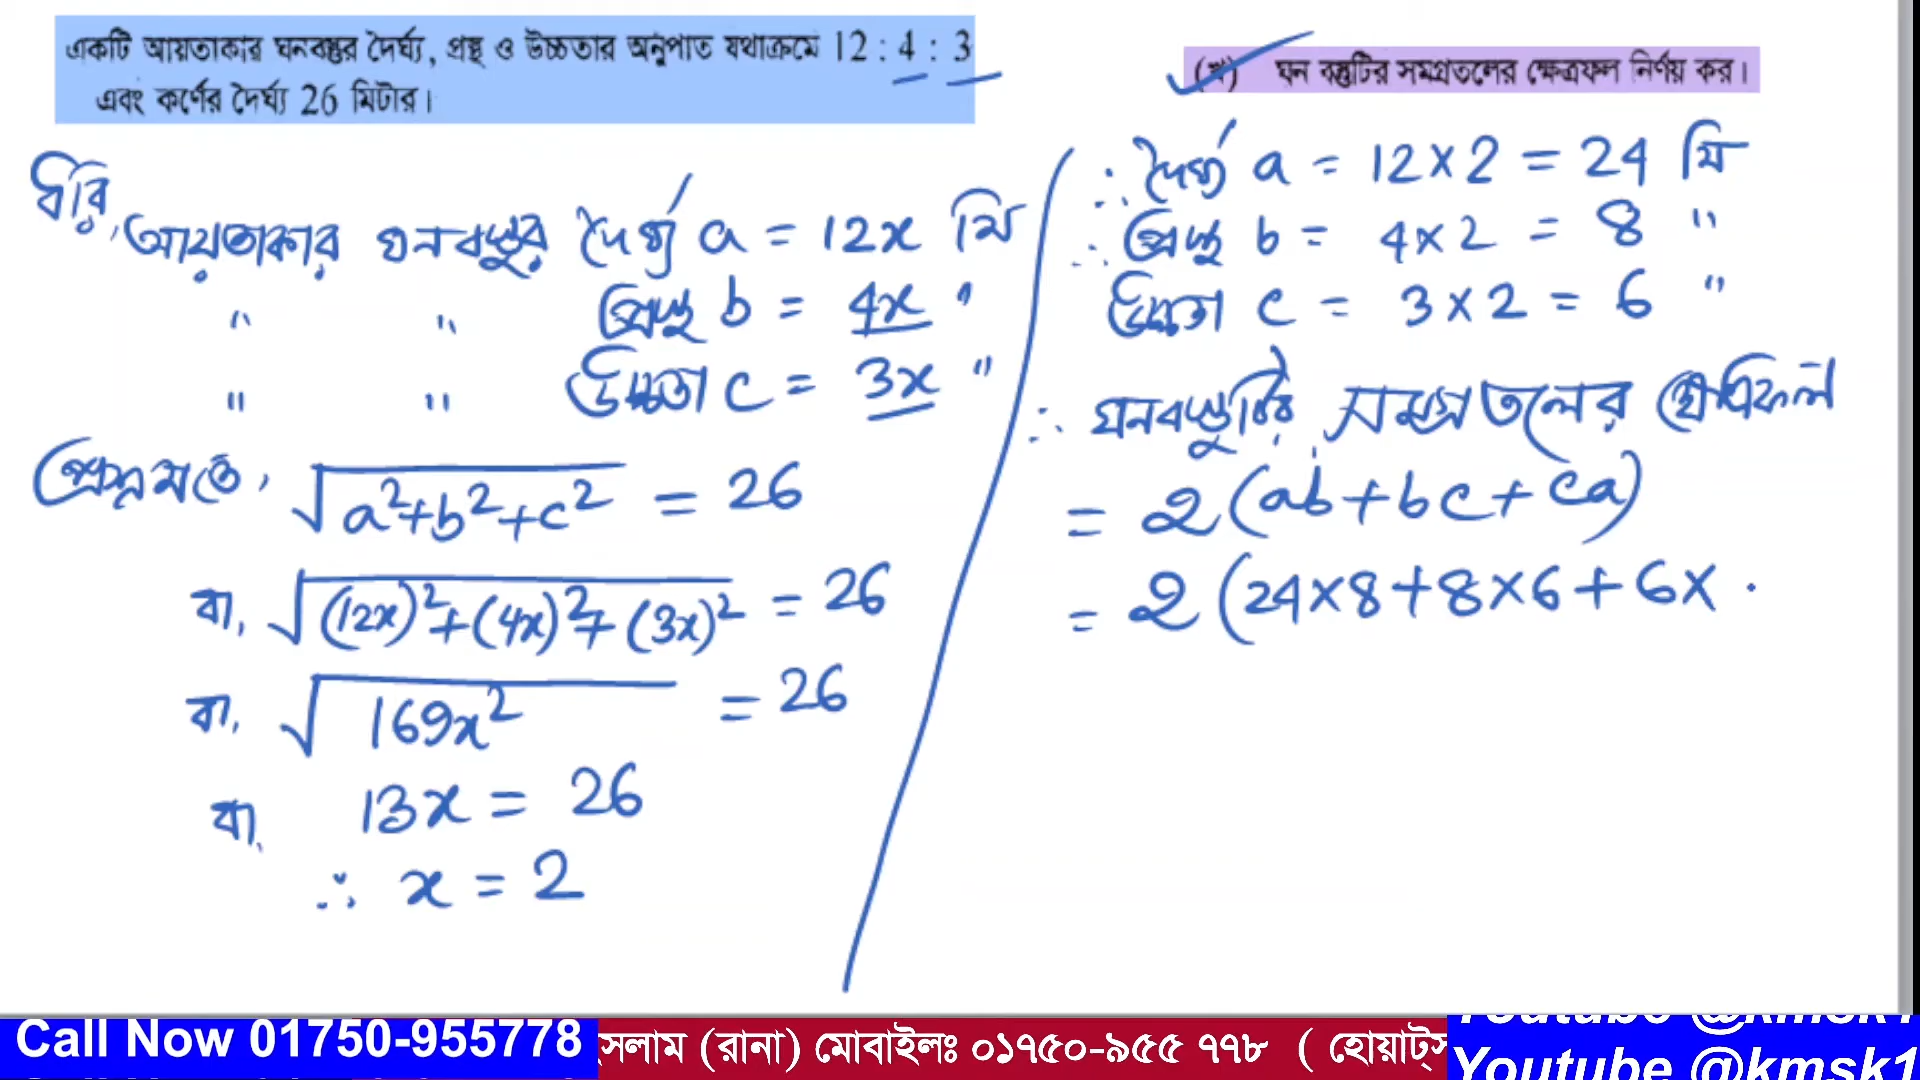 একটি আয়তাকার ঘনবস্তুর দৈর্ঘ্য, প্রস্থ ও উচ্চতার অনুপাত যথাক্রমে 12 : 4 : 3
এবং কর্ণের দৈর্ঘ্য 26 মিটার।
ধরি,
আয়তাকার ঘনবস্তুর দৈর্ঘ্য a = 12x মি
" " প্রস্থ b = 4x "
" " উচ্চতা c = 3x "
প্রশ্নমতে, √(a²+b²+c²) = 26
বা, √((12x)²+(4x)²+(3x)²) = 26
বা, √(169x²) = 26
বা, 13x = 26
∴ x = 2
(খ) ঘন বস্তুটির সমগ্রতলের ক্ষেত্রফল নির্ণয় কর।
∴ দৈর্ঘ্য a = 12×2 = 24 মি
∴ প্রস্থ b = 4×2 = 8 "
উচ্চতা c = 3×2 = 6 "
∴ ঘনবস্তুটির সমগ্রতলের ক্ষেত্রফল
= 2(ab+bc+ca)
= 2(24×8+8×6+6×
Call Now 01750-955778
সলাম (রানা) মোবাইলঃ ০১৭৫০-৯৫৫ ৭৭৮ ( হোয়াট্স
Youtube @kmsk1
Youtube @kmsk1